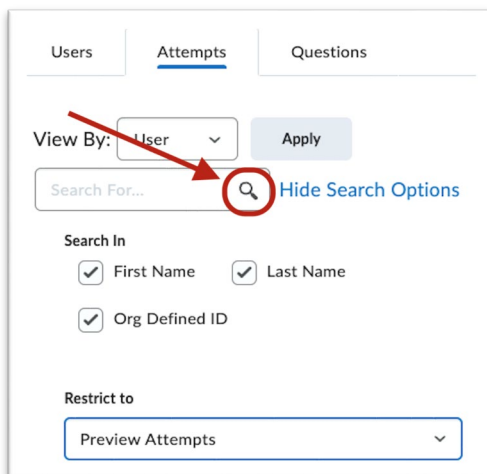 Users Attempts Questions
View By: User Apply
Search For... Hide Search Options
Search In
First Name Last Name
Org Defined ID
Restrict to
Preview Attempts